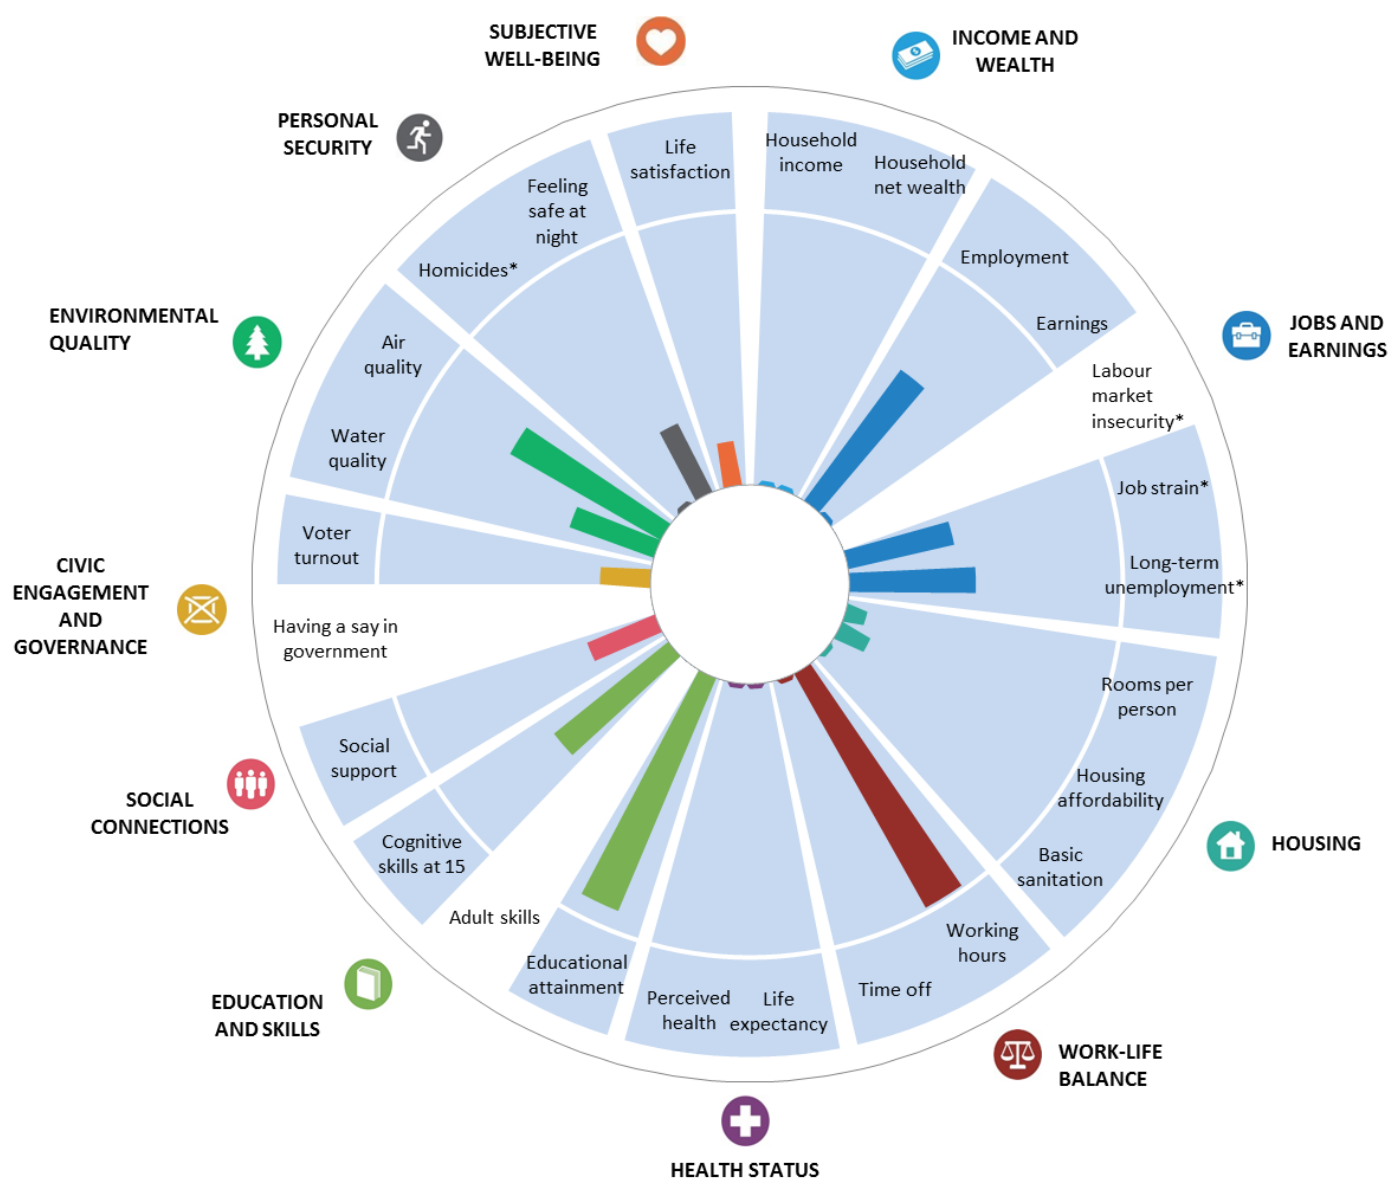 SUBJECTIVE
WELL-BEING
INCOME AND
WEALTH
PERSONAL
SECURITY
Life
satisfaction
Household
income
Household
net wealth
Feeling
safe at
night
Homicides*
Employment
Earnings
ENVIRONMENTAL
QUALITY
JOBS AND
EARNINGS
Air
quality
Water
quality
Labour
market
insecurity*
Job strain*
Long-term
unemployment*
Voter
turnout
CIVIC
ENGAGEMENT
AND
GOVERNANCE
Having a say in
government
Rooms per
person
Housing
affordability
Basic
sanitation
HOUSING
Social
support
SOCIAL
CONNECTIONS
Cognitive
skills at 15
Adult skills
Educational
attainment
EDUCATION
AND SKILLS
Perceived
health
Life
expectancy
Time off
Working
hours
WORK-LIFE
BALANCE
HEALTH STATUS